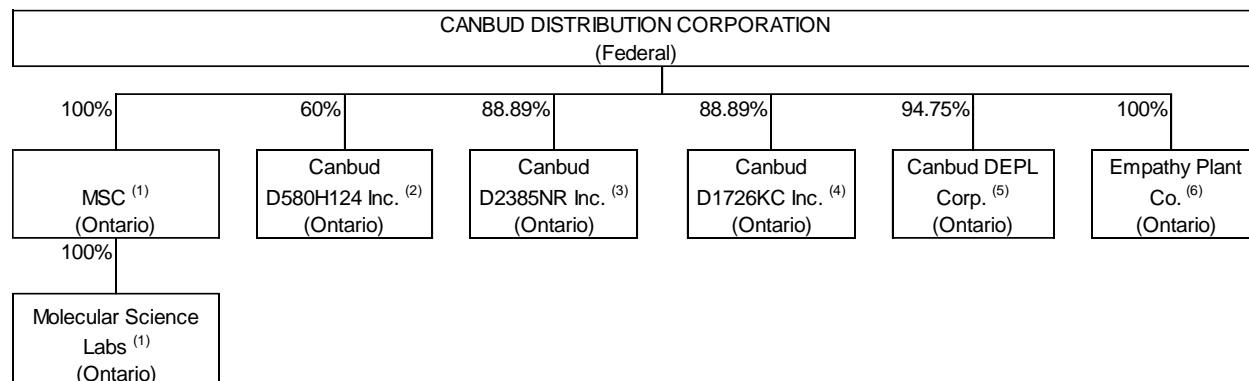 CANBUD DISTRIBUTION CORPORATION
(Federal)
100%
60%
88.89%
88.89%
94.75%
100%
MSC (1)
(Ontario)
Canbud
D580H124 Inc. (2)
(Ontario)
Canbud
D2385NR Inc. (3)
(Ontario)
Canbud
D1726KC Inc. (4)
(Ontario)
Canbud DEPL
Corp. (5)
(Ontario)
Empathy Plant
Co. (6)
(Ontario)
100%
Molecular Science
Labs (1)
(Ontario)